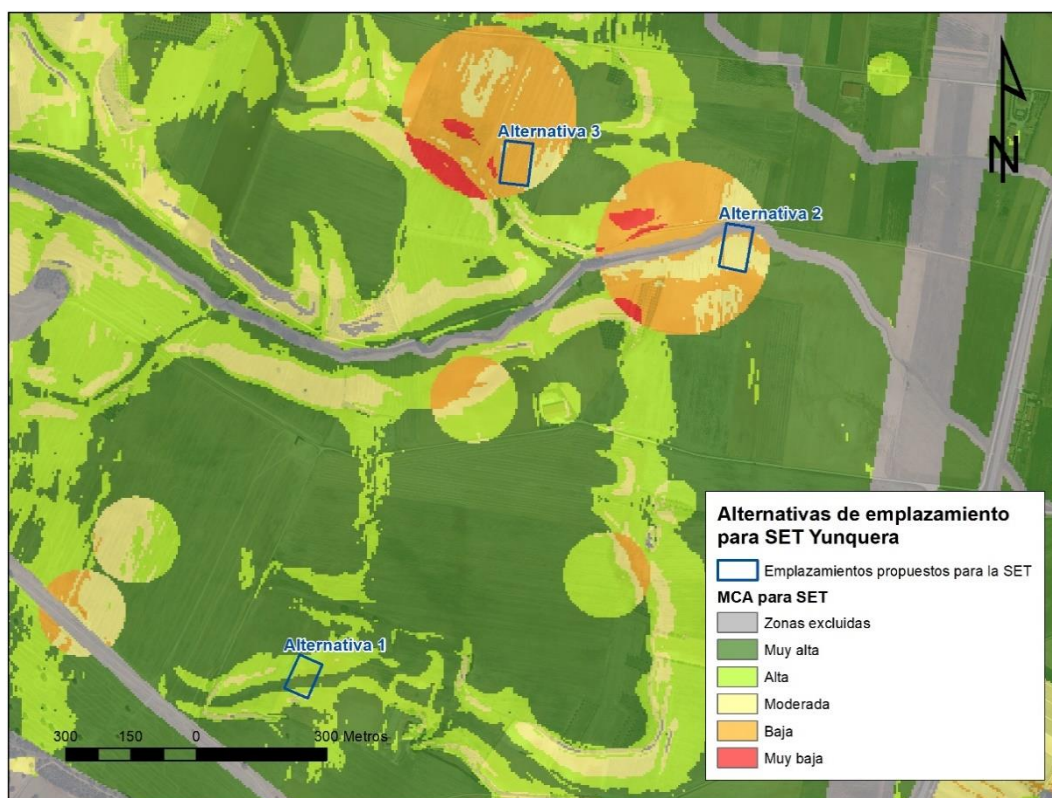 Alternativa 3
Alternativa 2
N
Alternativa 1
300 -150 0 300 Metros
Alternativas de emplazamiento
para SET Yunquera
Emplazamientos propuestos para la SET
MCA para SET
Zonas excluidas
Muy alta
Alta
Moderada
Baja
Muy baja